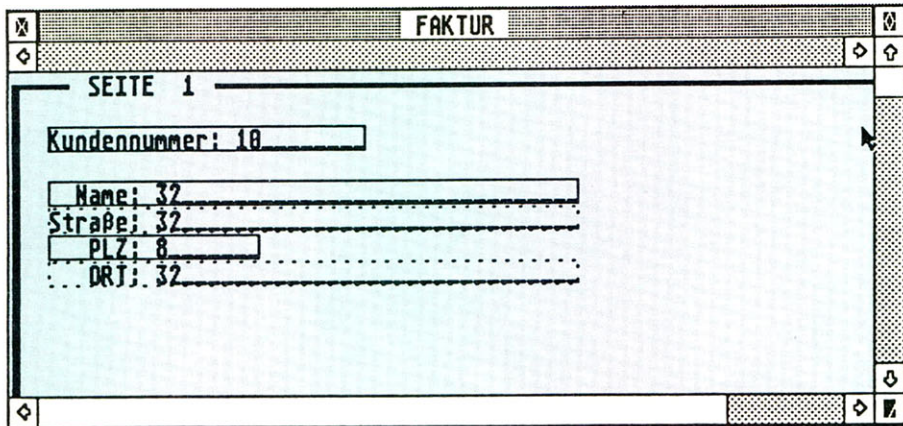 FAKTUR
SEITE 1
Kundennummer: 10
Name: 32
Straße: 32
PLZ: 8
ORT: 32